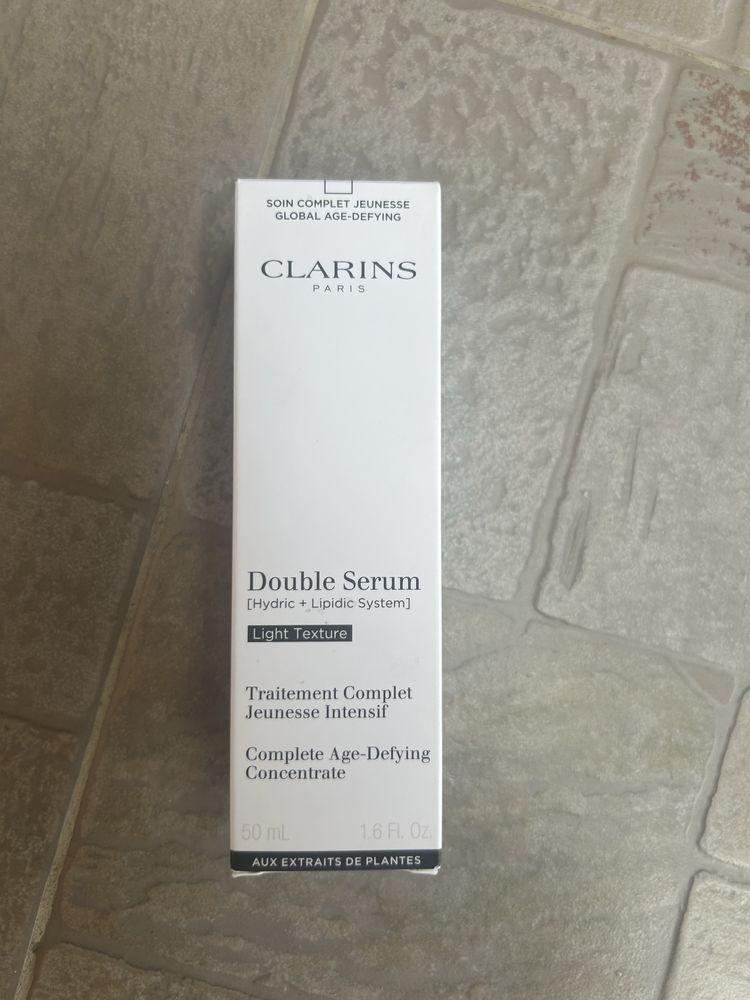 SOIN COMPLET JEUNESSE
GLOBAL AGE-DEFYING
CLARINS
PARIS
Double Serum
[Hydric + Lipidic System]
Light Texture
Traitement Complet
Jeunesse Intensif
Complete Age-Defying
Concentrate
50 mL 1.6 Fl. Oz.
AUX EXTRAITS DE PLANTES